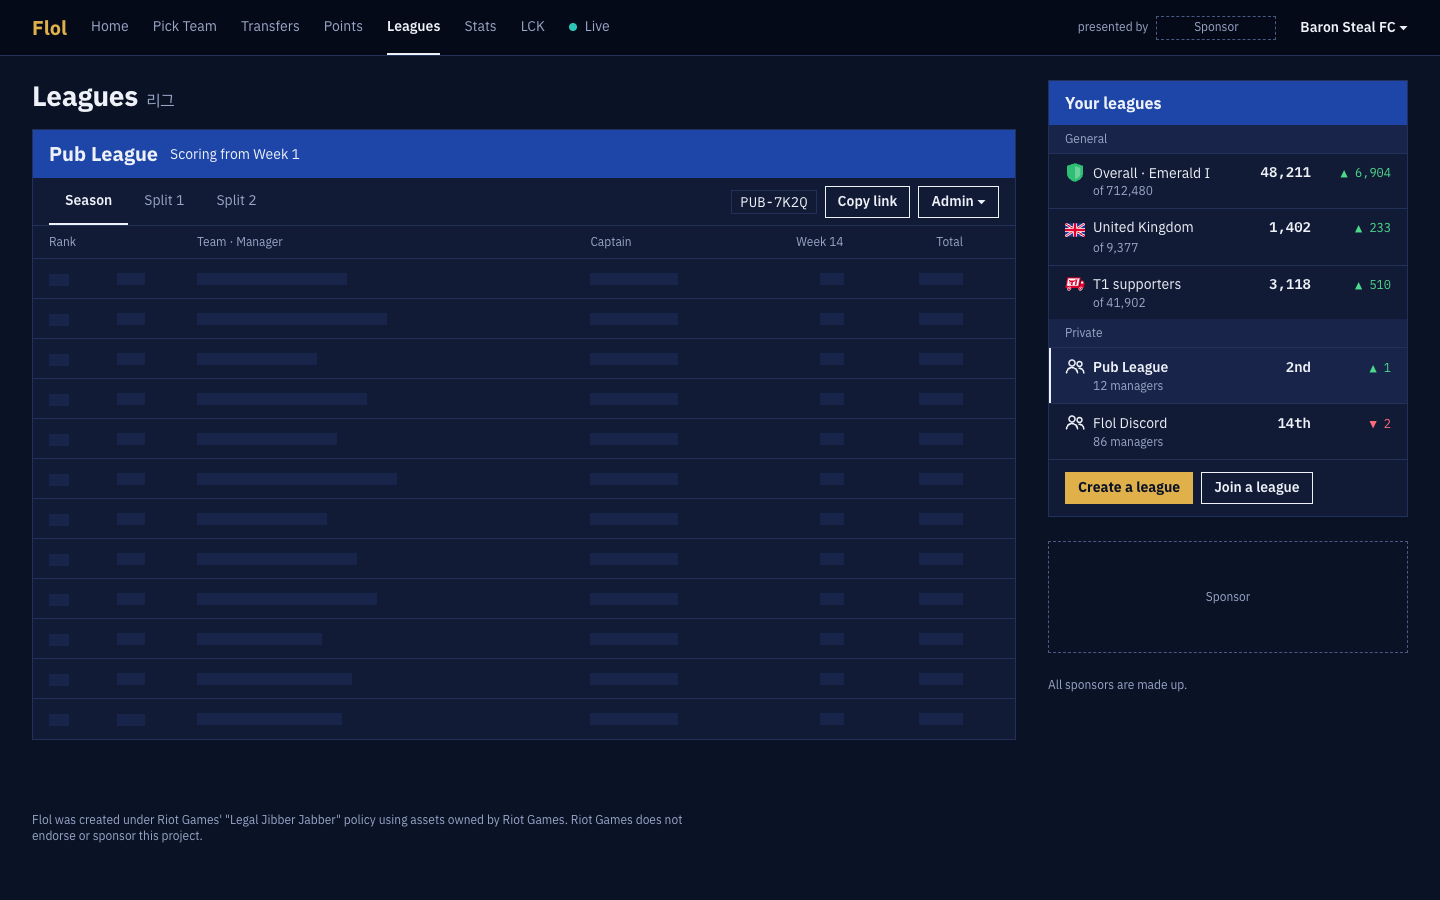 Flol Home Pick Team Transfers Points Leagues Stats LCK Live presented by Sponsor Baron Steal FC
Leagues 리그
Pub League Scoring from Week 1
Season Split 1 Split 2 PUB-7K2Q Copy link Admin
Rank Team · Manager Captain Week 14 Total
Your leagues
General
Overall · Emerald I 48,211 ▲ 6,904
of 712,480
United Kingdom 1,402 ▲ 233
of 9,377
T1 supporters 3,118 ▲ 510
of 41,902
Private
Pub League 2nd ▲ 1
12 managers
Flol Discord 14th ▼ 2
86 managers
Create a league Join a league
Sponsor
All sponsors are made up.
Flol was created under Riot Games' "Legal Jibber Jabber" policy using assets owned by Riot Games. Riot Games does not
endorse or sponsor this project.